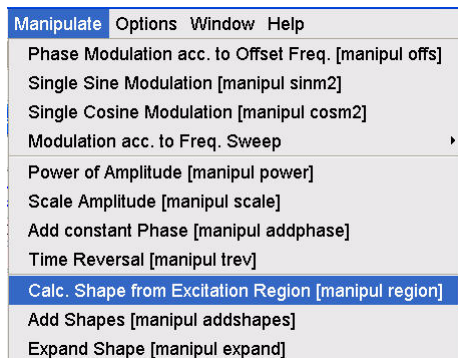 Manipulate Options Window Help
Phase Modulation acc. to Offset Freq. [manipul offs]
Single Sine Modulation [manipul sinm2]
Single Cosine Modulation [manipul cosm2]
Modulation acc. to Freq. Sweep
Power of Amplitude [manipul power]
Scale Amplitude [manipul scale]
Add constant Phase [manipul addphase]
Time Reversal [manipul trev]
Calc. Shape from Excitation Region [manipul region]
Add Shapes [manipul addshapes]
Expand Shape [manipul expand]